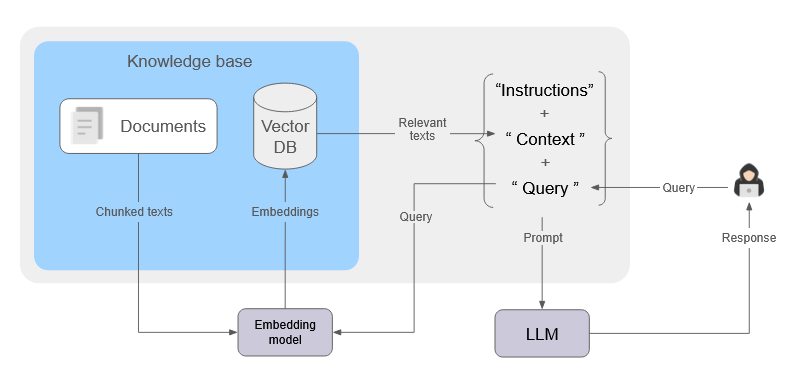 Knowledge base
Documents
Vector
DB
Relevant
texts
“Instructions”
+
“ Context ”
+
“ Query ”
Query
Chunked texts
Embeddings
Query
Prompt
Response
Embedding
model
LLM